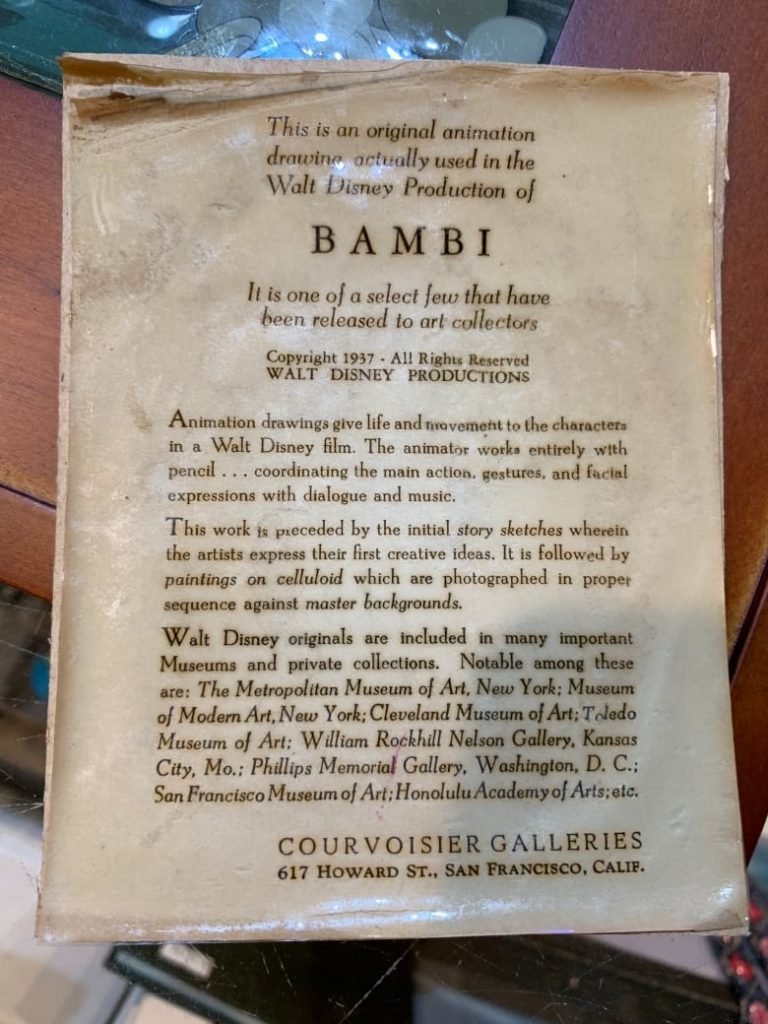 This is an original animation
drawing actually used in the
Walt Disney Production of
BAMBI
It is one of a select few that have
been released to art collectors
Copyright 1937 - All Rights Reserved
WALT DISNEY PRODUCTIONS
Animation drawings give life and movement to the characters
in a Walt Disney film. The animator works entirely with
pencil . . . coordinating the main action, gestures, and facial
expressions with dialogue and music.
This work is preceded by the initial story sketches wherein
the artists express their first creative ideas. It is followed by
paintings on celluloid which are photographed in proper
sequence against master backgrounds.
Walt Disney originals are included in many important
Museums and private collections. Notable among these
are: The Metropolitan Museum of Art, New York; Museum
of Modern Art, New York; Cleveland Museum of Art; Toledo
Museum of Art; William Rockhill Nelson Gallery, Kansas
City, Mo.; Phillips Memorial Gallery, Washington, D. C.;
San Francisco Museum of Art; Honolulu Academy of Arts; etc.
COURVOISIER GALLERIES
617 HOWARD ST., SAN FRANCISCO, CALIF.